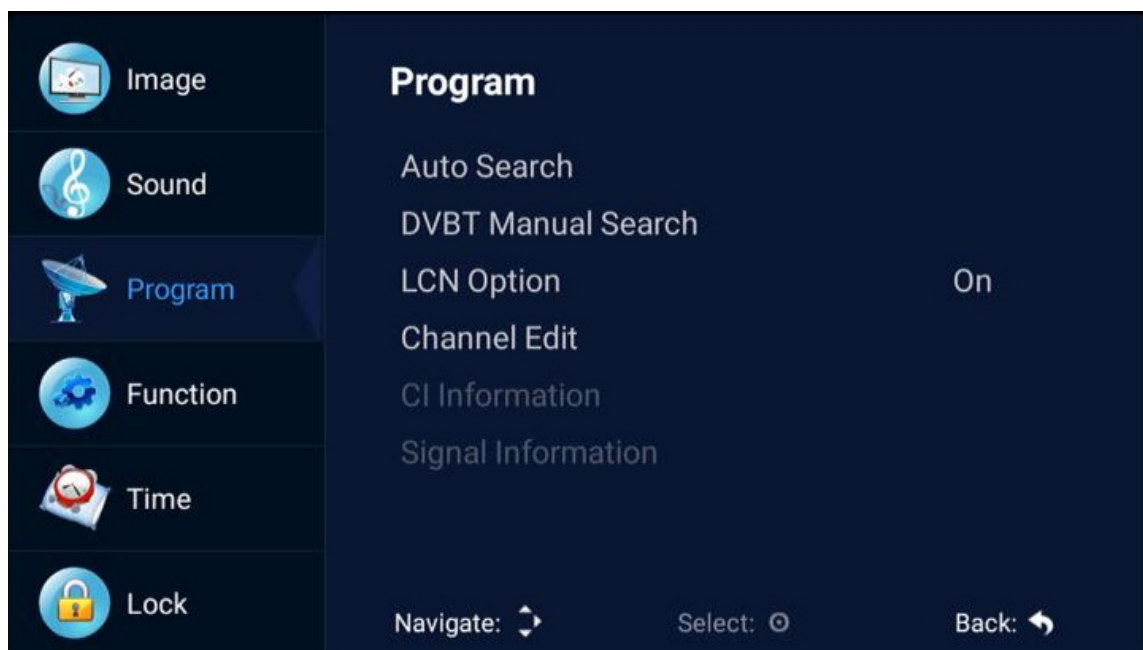 Image
Sound
Program
Function
Time
Lock
Program
Auto Search
DVBT Manual Search
LCN Option On
Channel Edit
CI Information
Signal Information
Navigate: Select: Back: